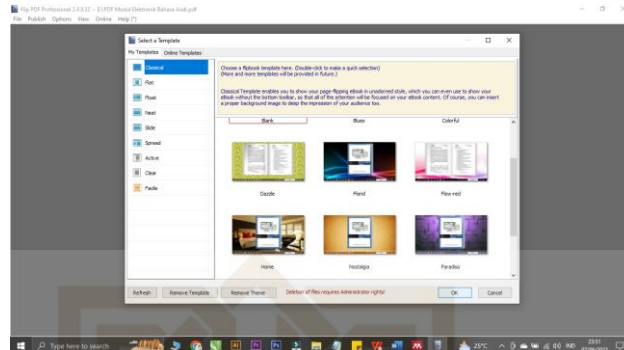 Flip PDF Professional 2.4.9.32 -- E:\PDF Modul Elektronik Bahasa Arab.pdf
File Publish Options View Online Help (*)
Select a Template
My Templates Online Templates
Classical
Flat
Float
Neat
Slide
Spread
Active
Clear
Facile
Choose a flipbook template here. (Double-click to make a quick selection)
(More and more templates will be provided in future.)
Classical Template enables you to show your page-flipping eBook in unadorned style, which you can even use to show your
eBook without the bottom toolbar, so that all of the attention will be focused on your eBook content. Of course, you can insert
a proper background image to deep the impression of your audience too.
Blank Blues Colorful
Dazzle Fland Flow-red
Home Nostalgia Paradise
Refresh Remove Template Remove Theme Deletion of files requires Administrator rights! OK Cancel
Type here to search
25°C IND 23:51
02/06/2023